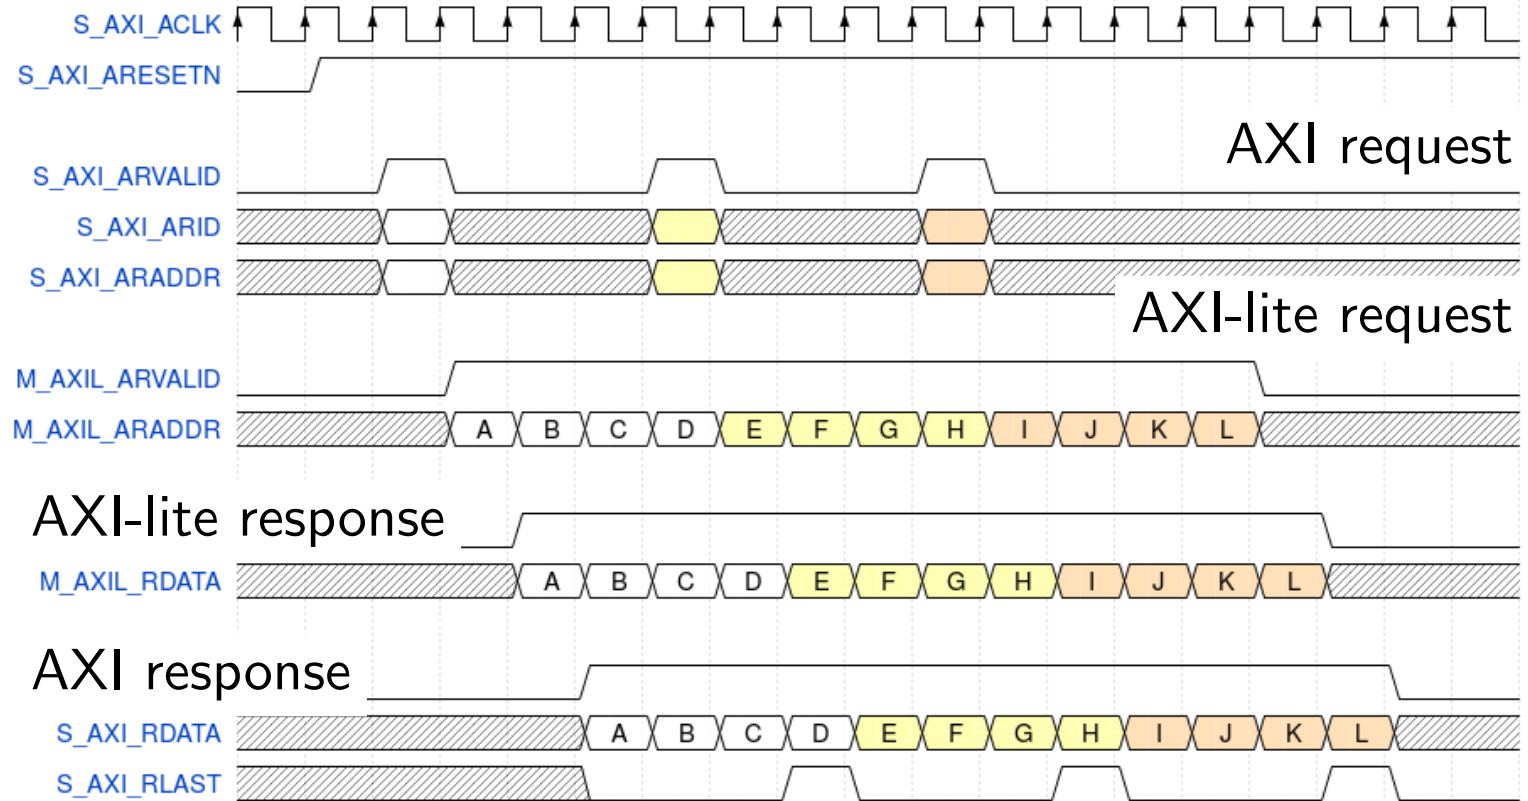 S_AXI_ACLK
S_AXI_ARESETN
AXI request
S_AXI_ARVALID
S_AXI_ARID
S_AXI_ARADDR
AXI-lite request
M_AXIL_ARVALID
M_AXIL_ARADDR A B C D E F G H I J K L
AXI-lite response
M_AXIL_RDATA A B C D E F G H I J K L
AXI response
S_AXI_RDATA A B C D E F G H I J K L
S_AXI_RLAST